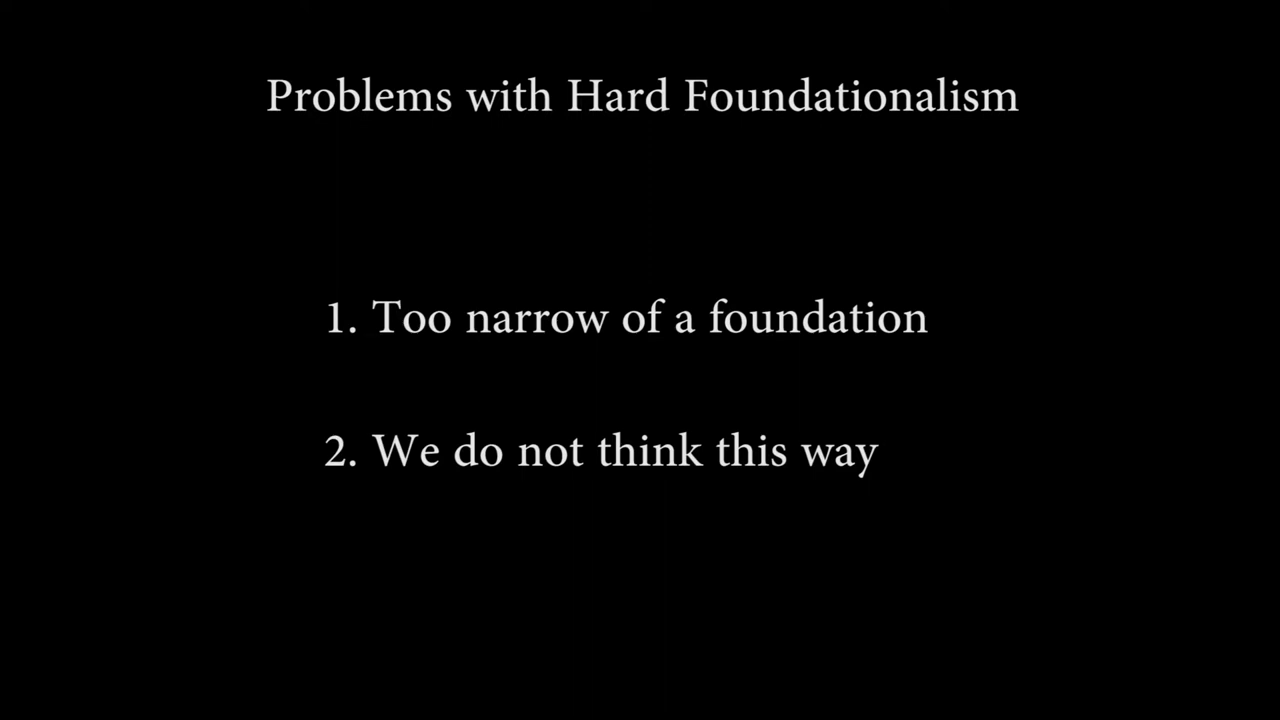 Problems with Hard Foundationalism
1. Too narrow of a foundation
2. We do not think this way